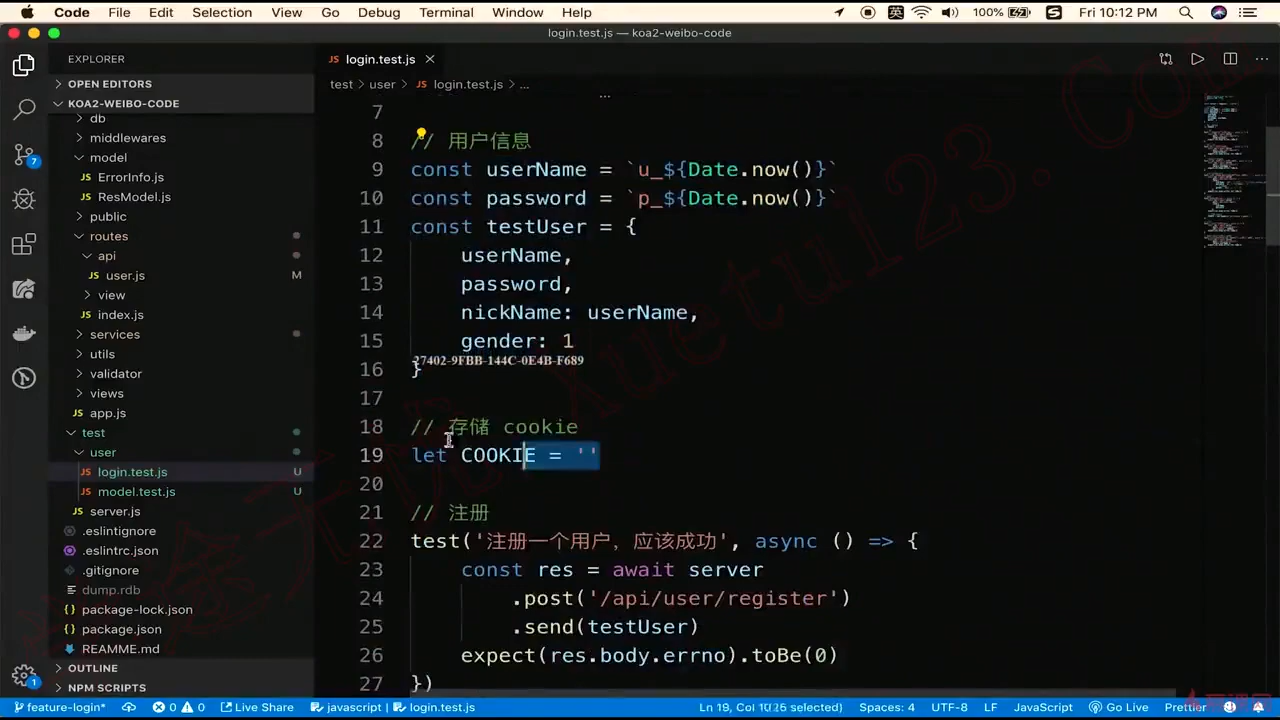 Code File Edit Selection View Go Debug Terminal Window Help 英 100% Fri 10:12 PM
login.test.js — koa2-weibo-code
EXPLORER
OPEN EDITORS
KOA2-WEIBO-CODE
db
middlewares
model
ErrorInfo.js
ResModel.js
public
routes
api
user.js M
view
index.js
services
utils
validator
views
app.js
test
user
login.test.js U
model.test.js U
server.js
.eslintignore
.eslintrc.json
.gitignore
dump.rdb
package-lock.json
package.json
REAMME.md
OUTLINE
NPM SCRIPTS
7
1
JS login.test.js
test > user > JS login.test.js > ...
7
8 // 用户信息
9 const userName = `u_${Date.now()}`
10 const password = `p_${Date.now()}`
11 const testUser = {
12 userName,
13 password,
14 nickName: userName,
15 gender: 1
27402-9FBB-144C-0E4B-F689
16 }
17
18 // 存储 cookie
19 let COOKIE = ''
20
21 // 注册
22 test('注册一个用户，应该成功', async () => {
23 const res = await server
24 .post('/api/user/register')
25 .send(testUser)
26 expect(res.body.errno).toBe(0)
27 })
feature-login* 0 0 Live Share javascript | login.test.js Spaces: 4 UTF-8 LF JavaScript Go Live Prettier